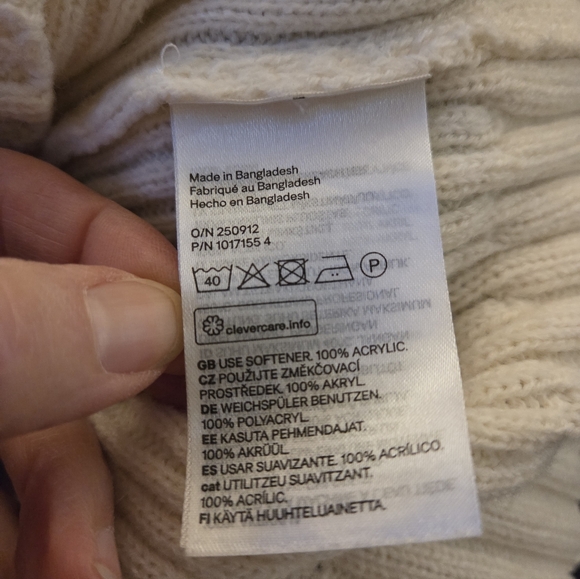 Made in Bangladesh
Fabriqué au Bangladesh
Hecho en Bangladesh
O/N 250912
P/N 1017155 4
40 P
clevercare.info
GB USE SOFTENER. 100% ACRYLIC.
CZ POUŽIJTE ZMĚKČOVACÍ
PROSTŘEDEK. 100% AKRYL.
DE WEICHSPÜLER BENUTZEN.
100% POLYACRYL.
EE KASUTA PEHMENDAJAT.
100% AKRÜÜL.
ES USAR SUAVIZANTE. 100% ACRÍLICO.
cat UTILITZEU SUAVITZANT.
100% ACRÍLIC.
FI KÄYTÄ HUUHTELUAINETTA.